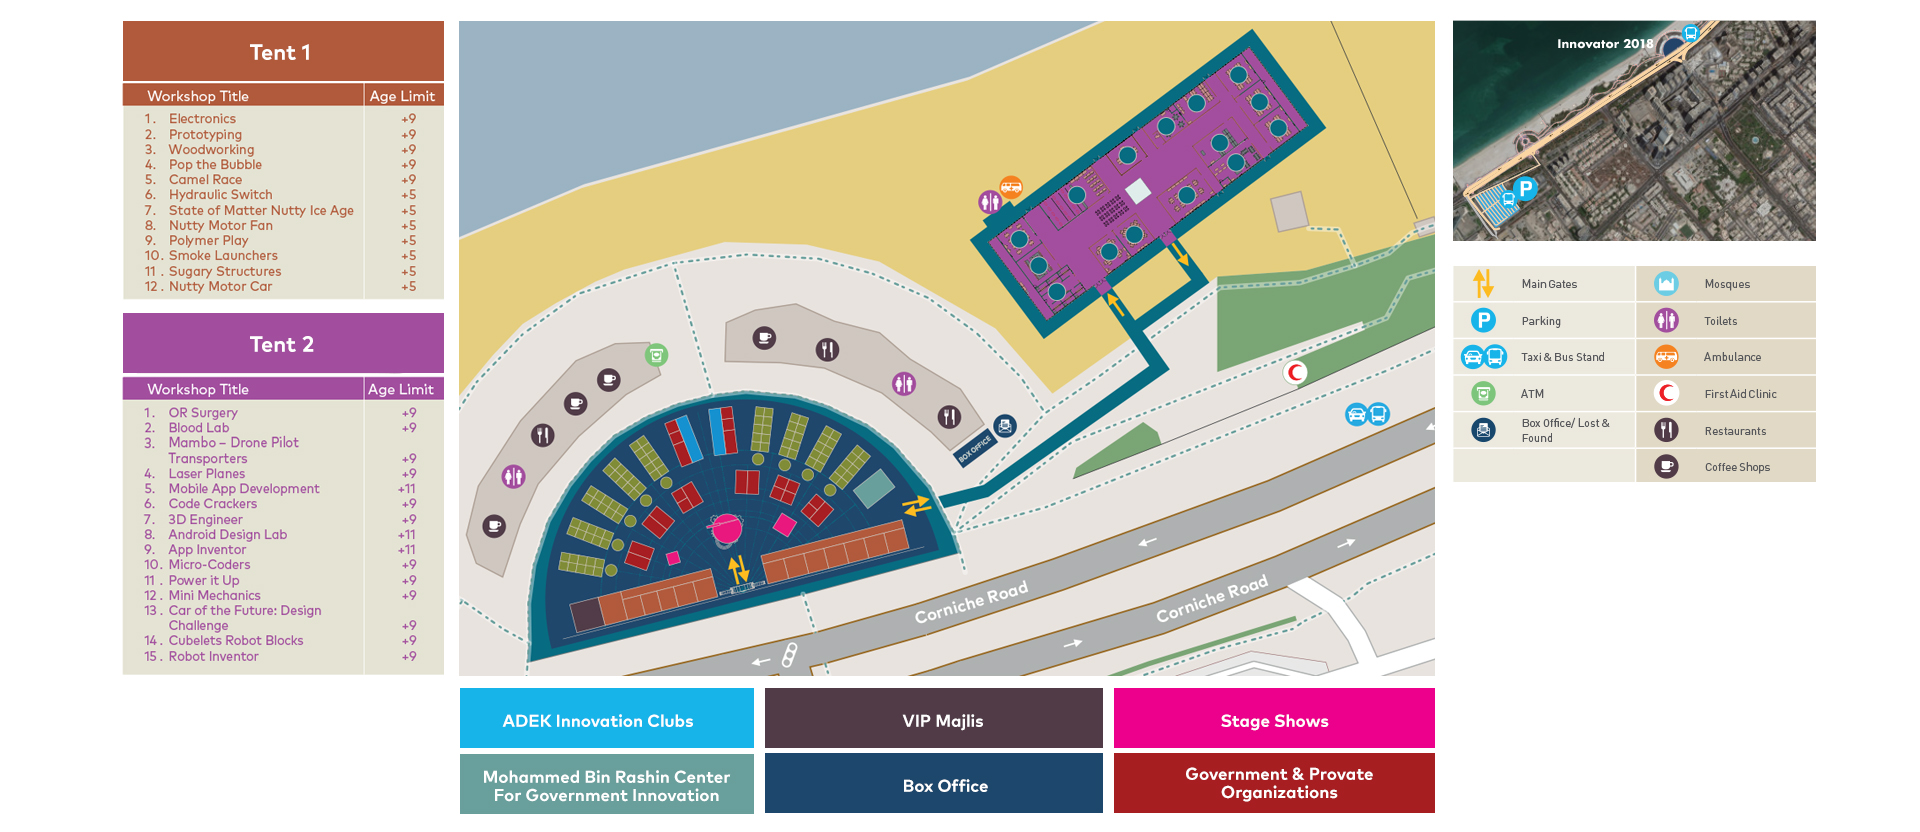 Tent 1
Workshop Title Age Limit
1. Electronics +9
2. Prototyping +9
3. Woodworking +9
4. Pop the Bubble +9
5. Camel Race +9
6. Hydraulic Switch +5
7. State of Matter Nutty Ice Age +5
8. Nutty Motor Fan +5
9. Polymer Play +5
10. Smoke Launchers +5
11. Sugary Structures +5
12. Nutty Motor Car +5
Tent 2
Workshop Title Age Limit
1. OR Surgery +9
2. Blood Lab +9
3. Mambo – Drone Pilot
Transporters +9
4. Laser Planes +9
5. Mobile App Development +11
6. Code Crackers +9
7. 3D Engineer +9
8. Android Design Lab +11
9. App Inventor +11
10. Micro-Coders +9
11. Power it Up +9
12. Mini Mechanics +9
13. Car of the Future: Design
Challenge +9
14. Cubelets Robot Blocks +9
15. Robot Inventor +9
BOX OFFICE
Corniche Road
Corniche Road
Innovator 2018
P
Main Gates
Mosques
P Parking
Toilets
Taxi & Bus Stand
Ambulance
ATM
First Aid Clinic
Box Office/ Lost &
Found
Restaurants
Coffee Shops
ADEK Innovation Clubs
VIP Majlis
Stage Shows
Mohammed Bin Rashin Center
For Government Innovation
Box Office
Government & Provate
Organizations